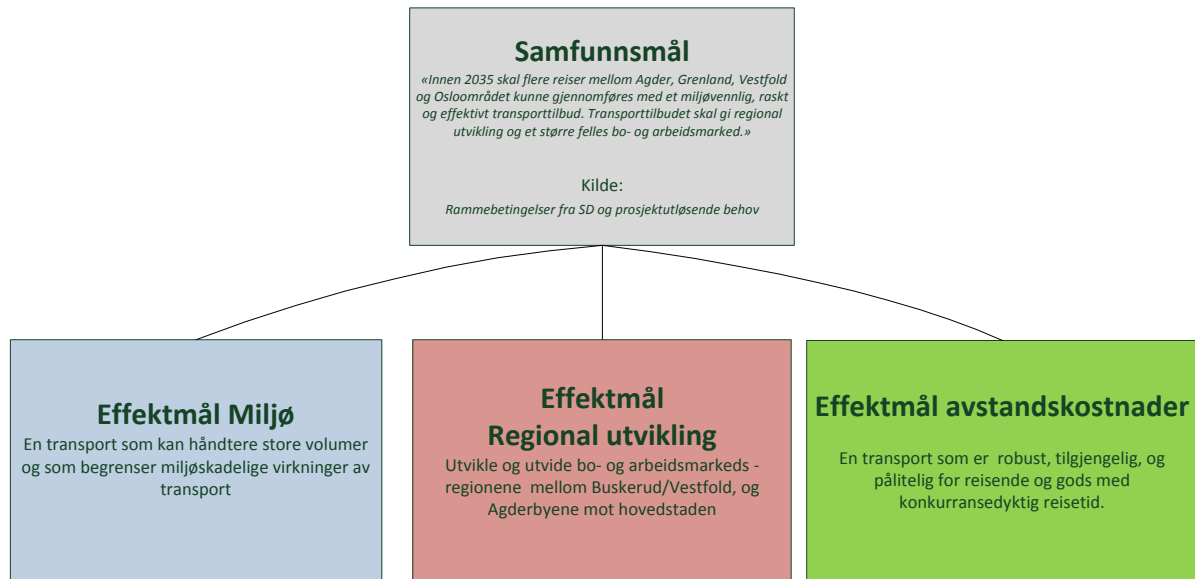 Samfunnsmål
«Innen 2035 skal flere reiser mellom Agder, Grenland, Vestfold
og Osloområdet kunne gjennomføres med et miljøvennlig, raskt
og effektivt transporttilbud. Transporttilbudet skal gi regional
utvikling og et større felles bo- og arbeidsmarked.»
Kilde:
Rammebetingelser fra SD og prosjektutløsende behov
Effektmål Miljø
En transport som kan håndtere store volumer
og som begrenser miljøskadelige virkninger av
transport
Effektmål
Regional utvikling
Utvikle og utvide bo- og arbeidsmarkeds -
regionene mellom Buskerud/Vestfold, og
Agderbyene mot hovedstaden
Effektmål avstandskostnader
En transport som er robust, tilgjengelig, og
pålitelig for reisende og gods med
konkurransedyktig reisetid.